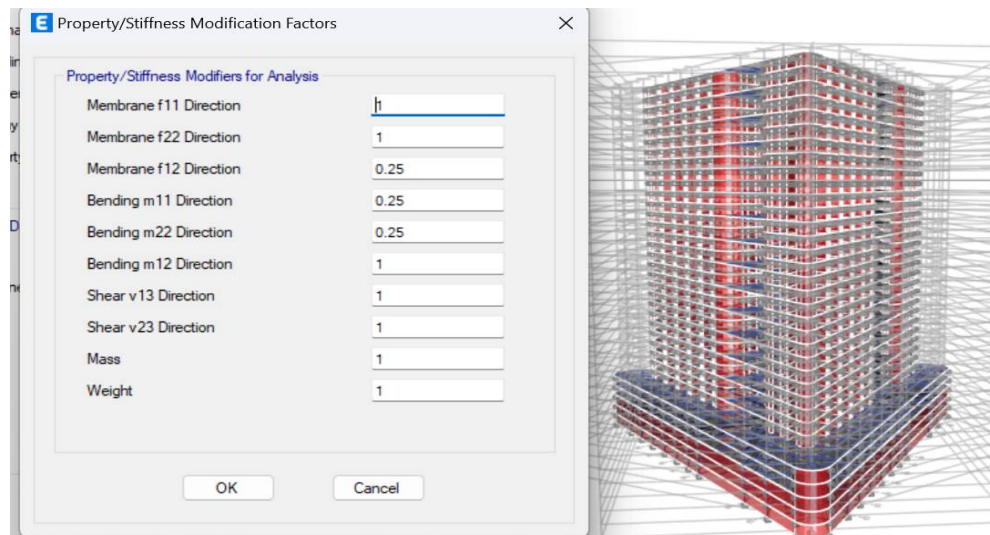 E Property/Stiffness Modification Factors
Property/Stiffness Modifiers for Analysis
Membrane f11 Direction 1
Membrane f22 Direction 1
Membrane f12 Direction 0.25
Bending m11 Direction 0.25
Bending m22 Direction 0.25
Bending m12 Direction 1
Shear v13 Direction 1
Shear v23 Direction 1
Mass 1
Weight 1
OK Cancel